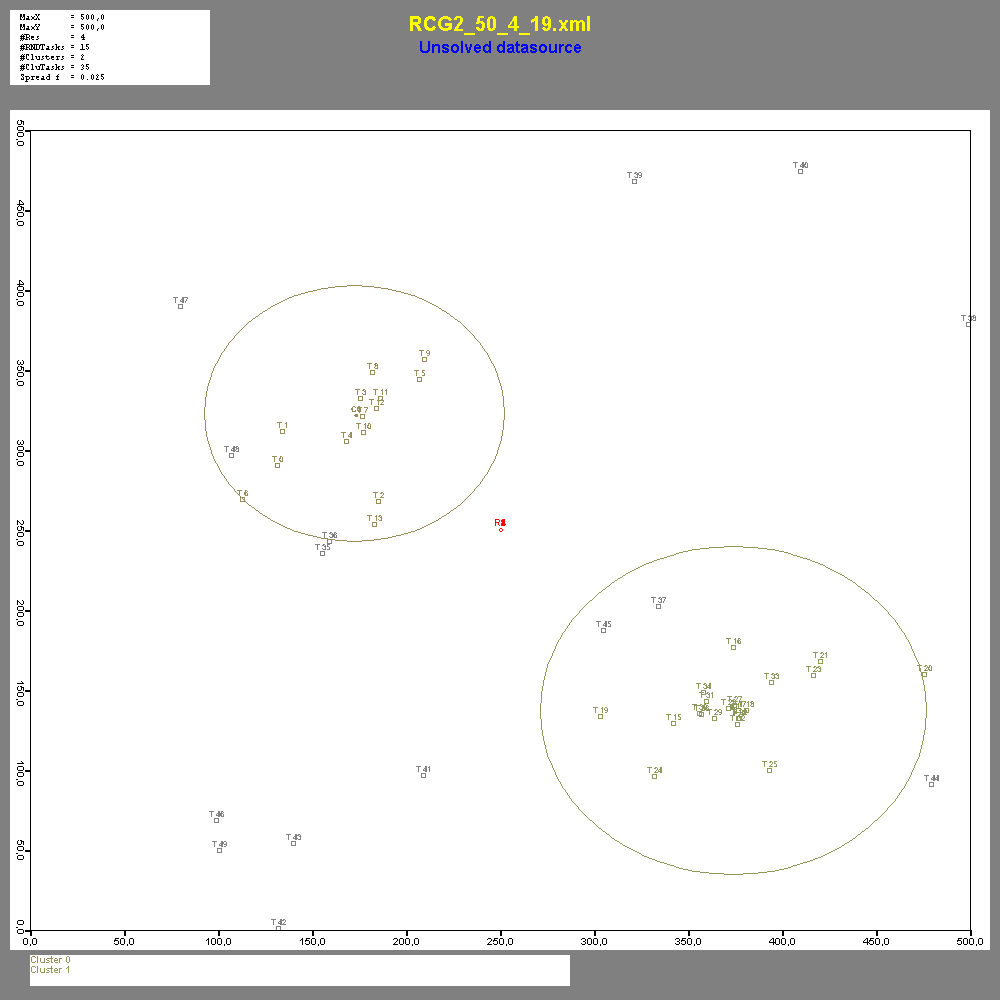 MaxX = 500,0
MaxY = 500,0
#Res = 4
#RNDTasks = 15
#Clusters = 2
#CluTasks = 35
Spread f = 0.025
RCG2_50_4_19.xml
Unsolved datasource
500,0
450,0
400,0
350,0
300,0
250,0
200,0
150,0
100,0
50,0
0,0
T 40
T 39
T 47
T 38
T 9
T 8
T 5
T 3
T 11
T 12
T 7
T 1
T 10
T 4
T 48
T 0
T 6
T 2
T 13
T 36
T 35
T 37
T 45
T 16
T 21
T 23
T 20
T 33
T 34
T 31
T 27
T 19
T 15
T 29
T 24
T 25
T 41
T 44
T 46
T 43
T 49
T 42
0,0
50,0
100,0
150,0
200,0
250,0
300,0
350,0
400,0
450,0
500,0
Cluster 0
Cluster 1